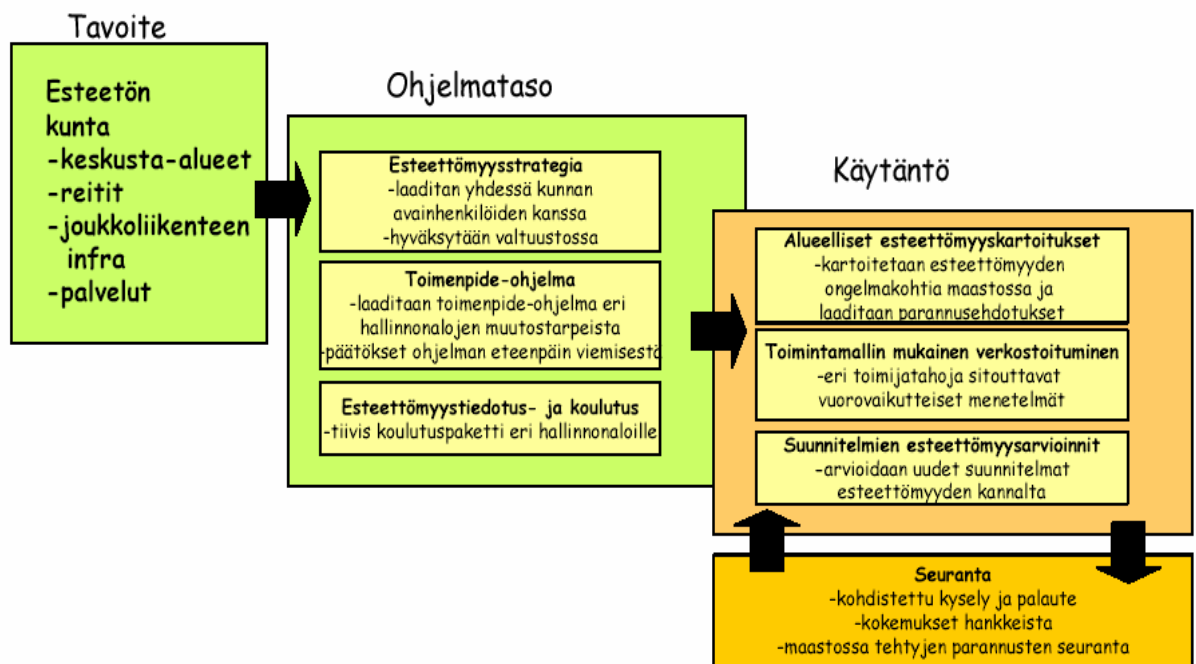 Tavoite
Esteetön
kunta
-keskusta-alueet
-reitit
-joukkoliikenteen
infra
-palvelut
Ohjelmataso
Esteettömyysstrategia
-laaditan yhdessä kunnan
avainhenkilöiden kanssa
-hyväksytään valtuustossa
Toimenpide-ohjelma
-laaditaan toimenpide-ohjelma eri
hallinnonalojen muutostarpeista
-päätökset ohjelman eteenpäin viemisestä
Esteettömyystiedotus- ja koulutus
-tiivis koulutuspaketti eri hallinnonaloille
Käytäntö
Alueelliset esteettömyyskartoitukset
-kartoitetaan esteettömyyden
ongelmakohtia maastossa ja
laaditaan parannusehdotukset
Toimintamallin mukainen verkostoituminen
-eri toimijatahoja sitouttavat
vuorovaikutteiset menetelmät
Suunnitelmien esteettömyysarvioinnit
-arvioidaan uudet suunnitelmat
esteettömyyden kannalta
Seuranta
-kohdistettu kysely ja palaute
-kokemukset hankkeista
-maastossa tehtyjen parannusten seuranta